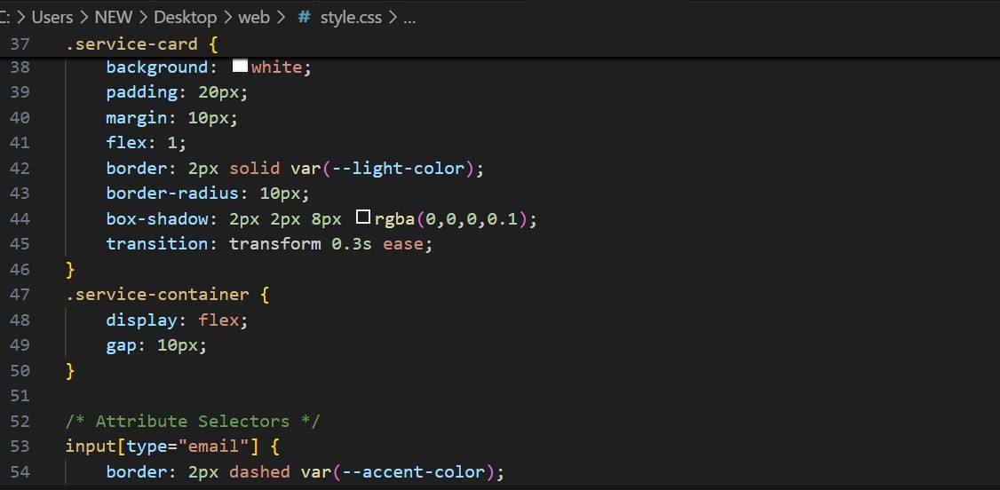 C: > Users > NEW > Desktop > web > # style.css > ...
37 .service-card {
38 background: white;
39 padding: 20px;
40 margin: 10px;
41 flex: 1;
42 border: 2px solid var(--light-color);
43 border-radius: 10px;
44 box-shadow: 2px 2px 8px rgba(0,0,0,0.1);
45 transition: transform 0.3s ease;
46 }
47 .service-container {
48 display: flex;
49 gap: 10px;
50 }
51
52 /* Attribute Selectors */
53 input[type="email"] {
54 border: 2px dashed var(--accent-color);